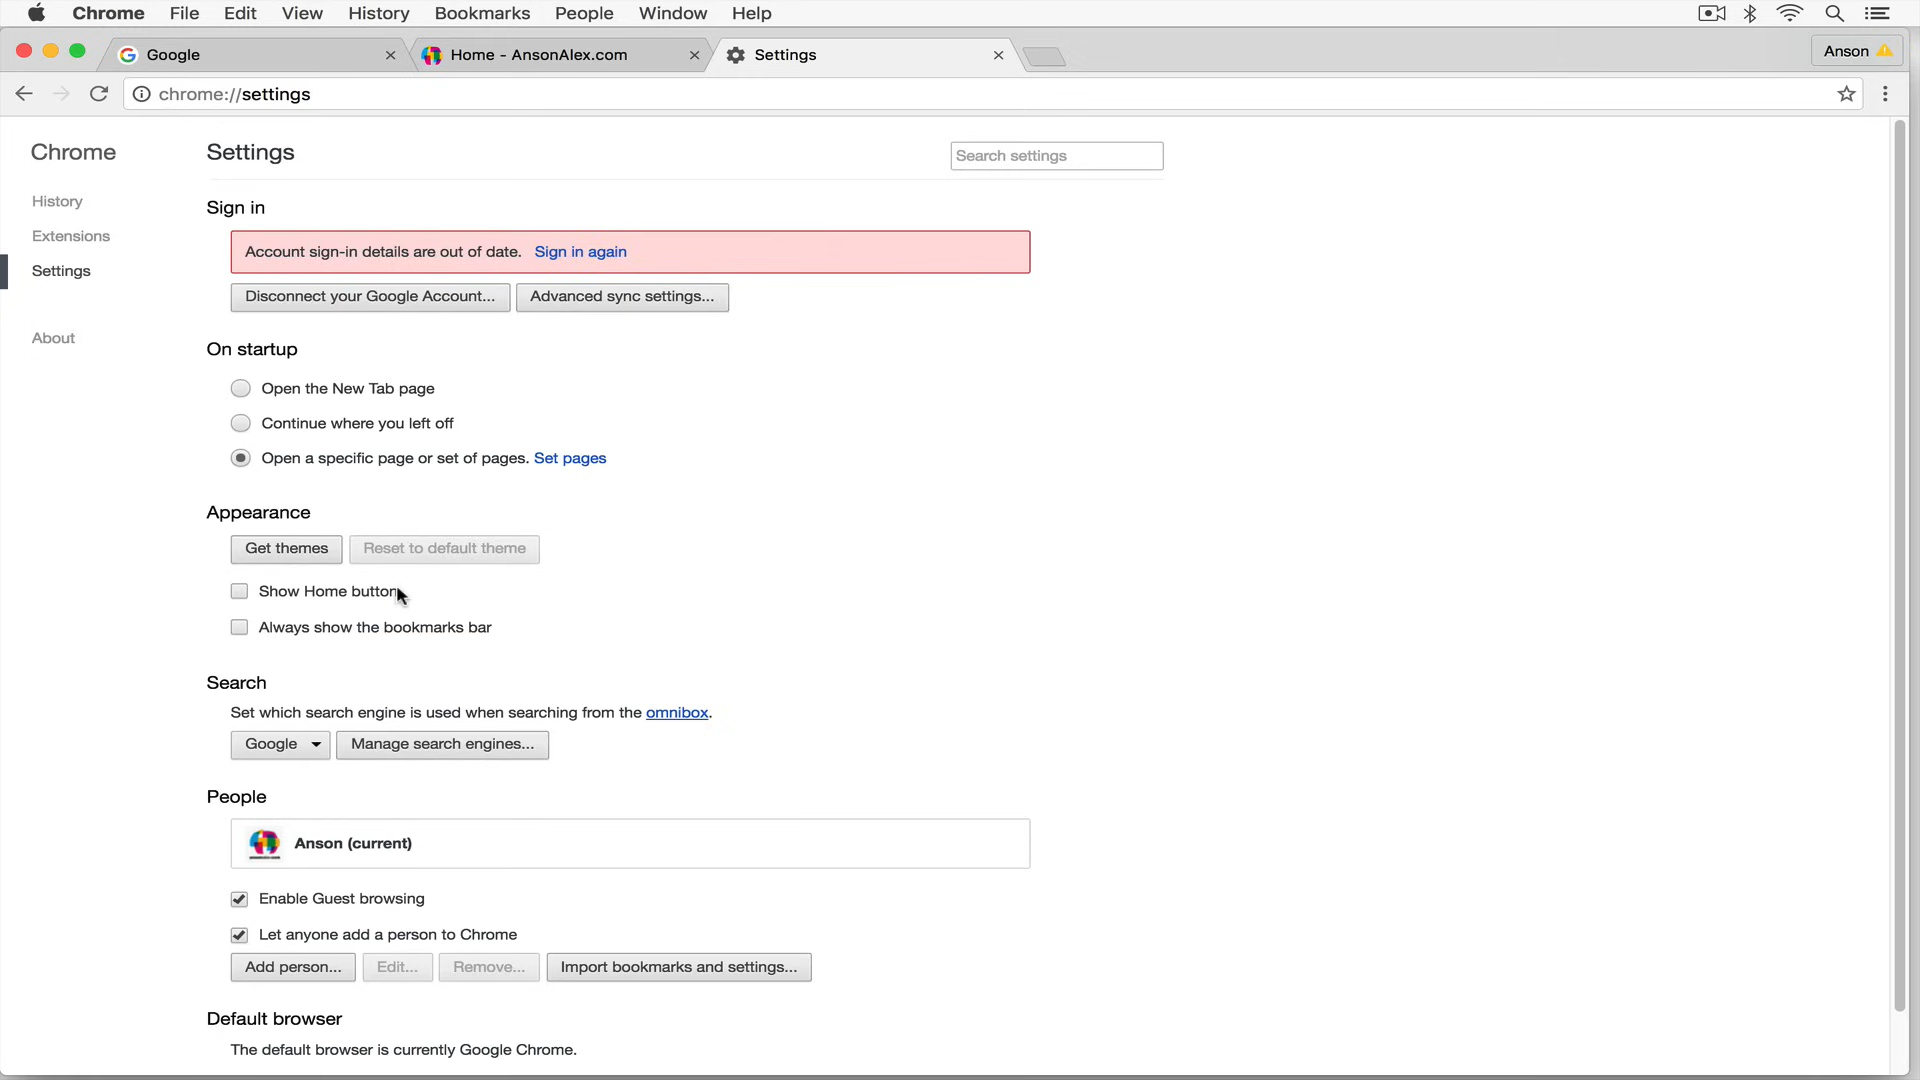 Chrome File Edit View History Bookmarks People Window Help
Google Home - AnsonAlex.com Settings Anson
chrome://settings
Chrome Settings Search settings
History
Extensions
Settings
About
Sign in
Account sign-in details are out of date. Sign in again
Disconnect your Google Account... Advanced sync settings...
On startup
Open the New Tab page
Continue where you left off
Open a specific page or set of pages. Set pages
Appearance
Get themes Reset to default theme
Show Home button
Always show the bookmarks bar
Search
Set which search engine is used when searching from the omnibox.
Google Manage search engines...
People
Anson (current)
Enable Guest browsing
Let anyone add a person to Chrome
Add person... Edit... Remove... Import bookmarks and settings...
Default browser
The default browser is currently Google Chrome.